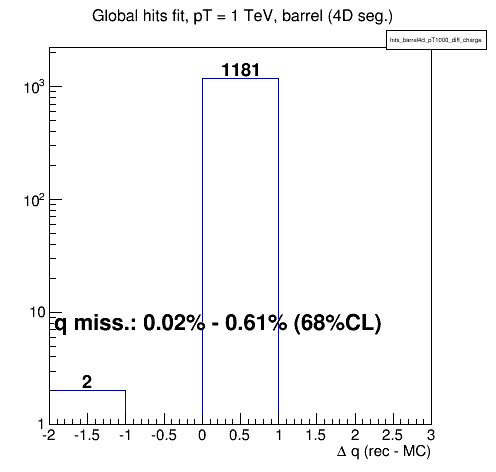 Global hits fit, pT = 1 TeV, barrel (4D seg.)
hits_barrel4d_pT1000_diff_charge
10³
1181
10²
10
q miss.: 0.02% - 0.61% (68%CL)
2
1
-2 -1.5 -1 -0.5 0 0.5 1 1.5 2 2.5 3
Δ q (rec - MC)